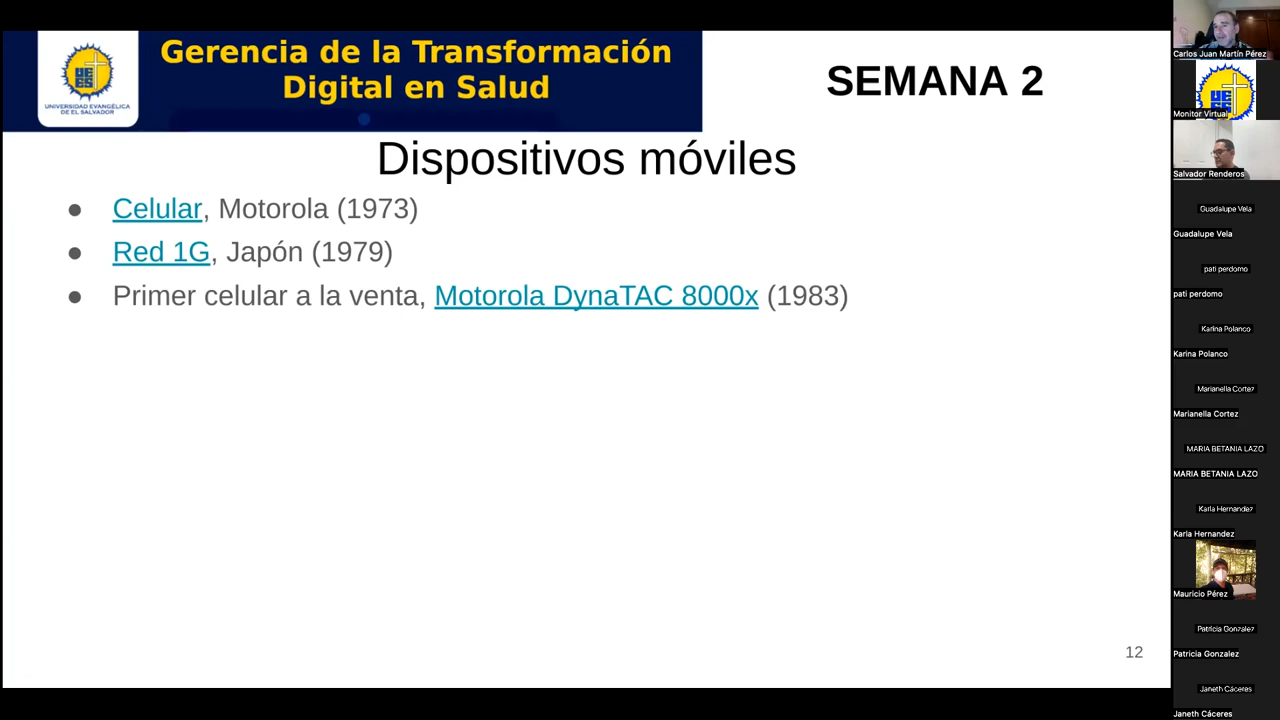 Gerencia de la Transformación
Digital en Salud
UNIVERSIDAD EVANGÉLICA
DE EL SALVADOR
SEMANA 2
Dispositivos móviles
● Celular, Motorola (1973)
● Red 1G, Japón (1979)
● Primer celular a la venta, Motorola DynaTAC 8000x (1983)
12
Carlos Juan Martín Pérez
Monitor Virtual
Salvador Renderos
Guadalupe Vela
Guadalupe Vela
pati perdomo
pati perdomo
Karina Polanco
Karina Polanco
Marianella Cortez
Marianella Cortez
MARIA BETANIA LAZO
MARIA BETANIA LAZO
Karla Hernandez
Karla Hernandez
Mauricio Pérez
Patricia Gonzalez
Patricia Gonzalez
Janeth Cáceres
Janeth Cáceres